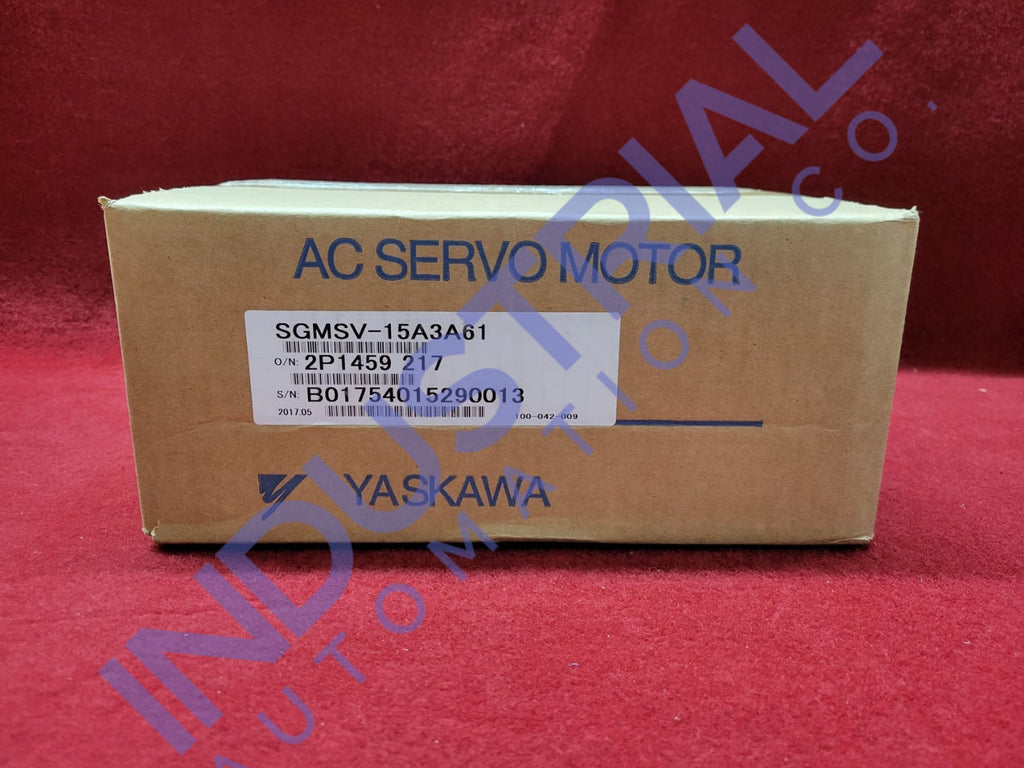 AC SERVO MOTOR
SGMSV-15A3A61
O/N: 2P1459 217
S/N: B01754015290013
2017.05 100-042-009
YASKAWA
INDUSTRIAL
AUTOMATION CO.